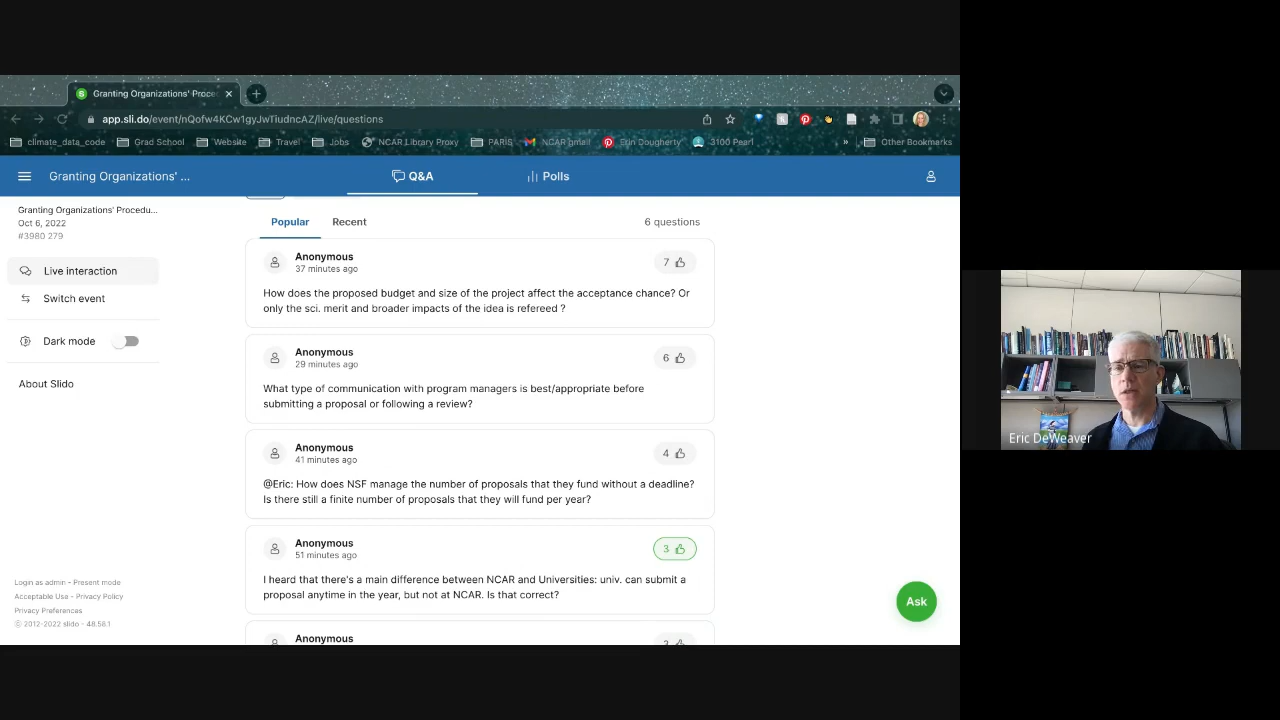 Granting Organizations' Proce
app.sli.do/event/nQofw4KCw1gyJwTiudncAZ/live/questions
climate_data_code
Grad School
Website
Travel
Jobs
NCAR Library Proxy
PARIS
NCAR gmail
Erin Dougherty
3100 Pearl
»
Other Bookmarks
Granting Organizations' ...
Q&A
Polls
Granting Organizations' Procedu...
Oct 6, 2022
#3980 279
Live interaction
Switch event
Dark mode
About Slido
Login as admin - Present mode
Acceptable Use - Privacy Policy
Privacy Preferences
© 2012-2022 slido - 48.58.1
Popular
Recent
6 questions
Anonymous
37 minutes ago
7
How does the proposed budget and size of the project affect the acceptance chance? Or
only the sci. merit and broader impacts of the idea is refereed ?
Anonymous
29 minutes ago
6
What type of communication with program managers is best/appropriate before
submitting a proposal or following a review?
Anonymous
41 minutes ago
4
@Eric: How does NSF manage the number of proposals that they fund without a deadline?
Is there still a finite number of proposals that they will fund per year?
Anonymous
51 minutes ago
3
I heard that there's a main difference between NCAR and Universities: univ. can submit a
proposal anytime in the year, but not at NCAR. Is that correct?
Anonymous
Ask
Eric DeWeaver